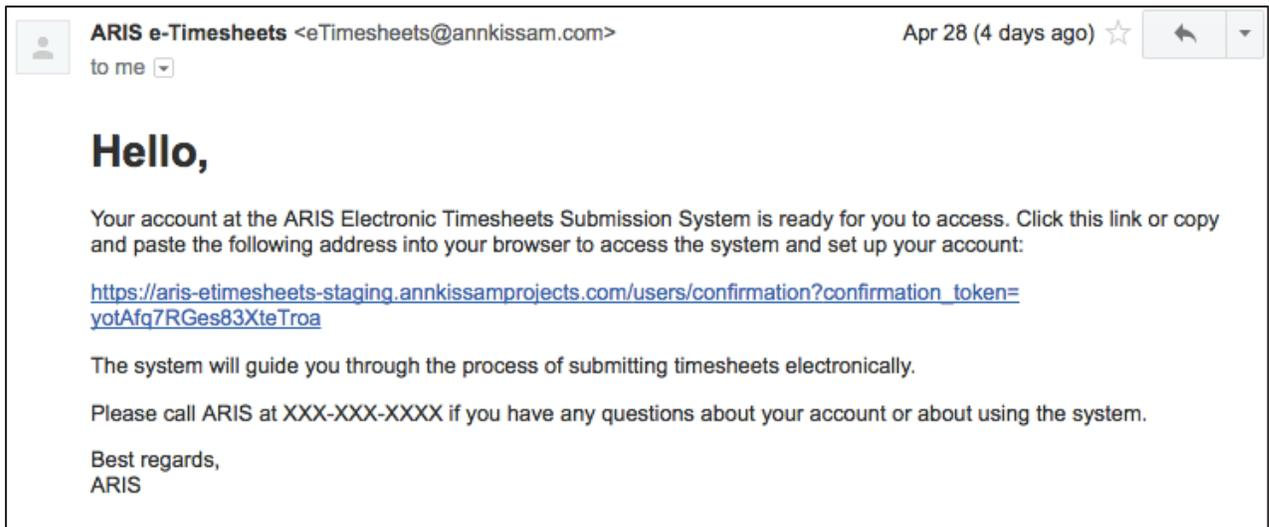 ARIS e-Timesheets <eTimesheets@annkissam.com> Apr 28 (4 days ago)
to me
Hello,
Your account at the ARIS Electronic Timesheets Submission System is ready for you to access. Click this link or copy
and paste the following address into your browser to access the system and set up your account:
https://aris-etimesheets-staging.annkissamprojects.com/users/confirmation?confirmation_token=
yotAfq7RGes83XteTroa
The system will guide you through the process of submitting timesheets electronically.
Please call ARIS at XXX-XXX-XXXX if you have any questions about your account or about using the system.
Best regards,
ARIS